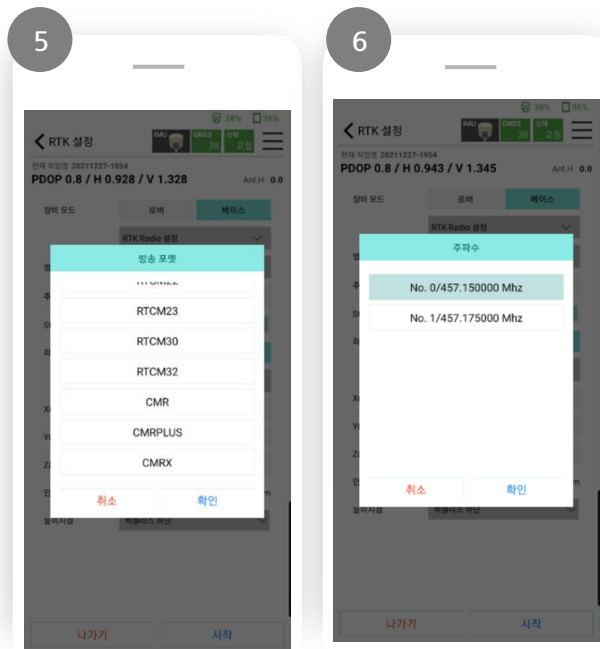 5
38% 36%
RTK 설정
IMU
GNSS 38
상태 고정
현재 작업명 20211227-1954
PDOP 0.8 / H 0.928 / V 1.328
Ant.H 0.0
장비 모드
로버
베이스
RTK Radio 설정
방송 포맷
RTCM23
RTCM30
RTCM32
CMR
CMRPLUS
CMRX
취소
확인
나가기
시작
6
38% 36%
RTK 설정
IMU
GNSS 38
상태 고정
현재 작업명 20211227-1954
PDOP 0.8 / H 0.943 / V 1.345
Ant.H 0.0
장비 모드
로버
베이스
RTK Radio 설정
주파수
No. 0/457.150000 Mhz
No. 1/457.175000 Mhz
취소
확인
나가기
시작